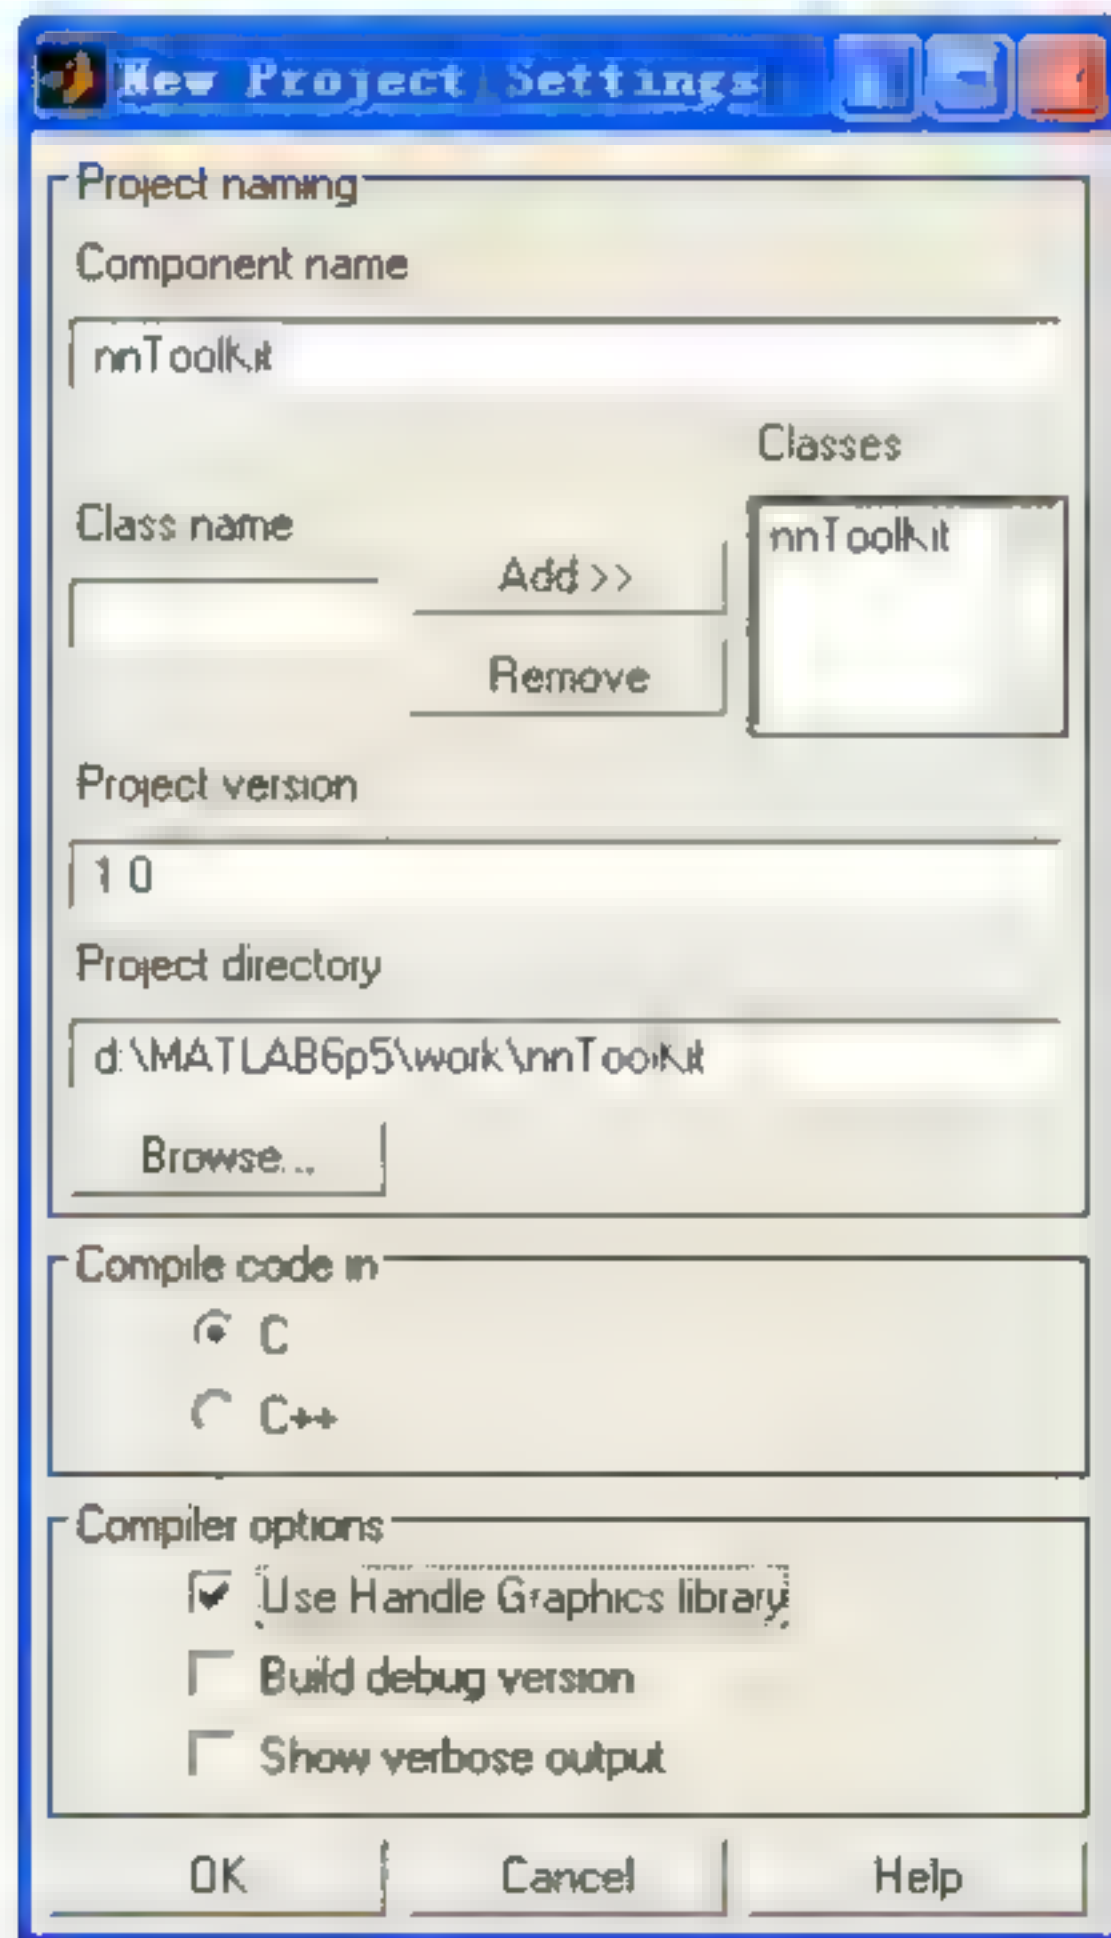 New Project Settings
Project naming
Component name
nnToolKit
Classes
Class name
nnToolKit
Add >>
Remove
Project version
1.0
Project directory
d:\MATLAB6p5\work\nnToolKit
Browse...
Compile code in
C
C++
Compiler options
Use Handle Graphics library
Build debug version
Show verbose output
OK Cancel Help